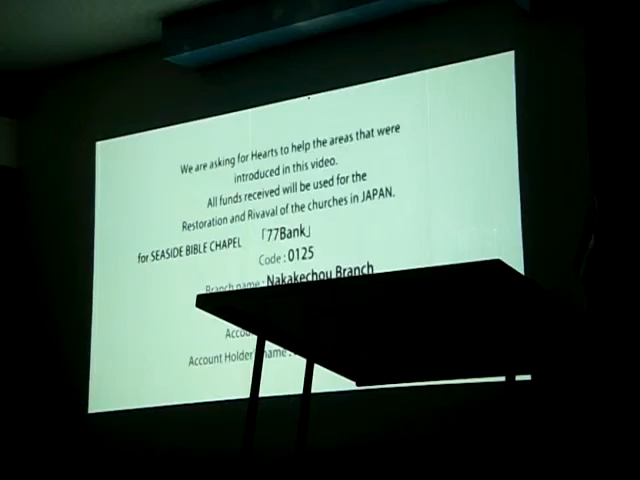 We are asking for Hearts to help the areas that were
introduced in this video.
All funds received will be used for the
Restoration and Rivaval of the churches in JAPAN.
for SEASIDE BIBLE CHAPEL 「77Bank」
Code : 0125
Branch name : Nakakechou Branch
Account Holder name :